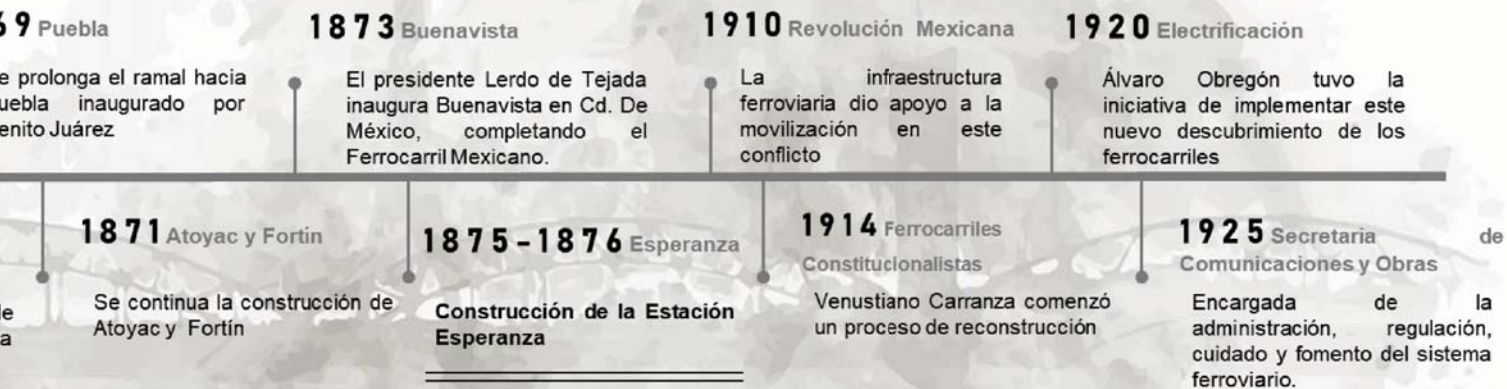 69 Puebla
e prolonga el ramal hacia
uebla inaugurado por
enito Juárez
1873 Buenavista
El presidente Lerdo de Tejada
inaugura Buenavista en Cd. De
México, completando el
Ferrocarril Mexicano.
1910 Revolución Mexicana
La infraestructura
ferroviaria dio apoyo a la
movilización en este
conflicto
1920 Electrificación
Álvaro Obregón tuvo la
iniciativa de implementar este
nuevo descubrimiento de los
ferrocarriles
le
a
1871 Atoyac y Fortin
Se continua la construcción de
Atoyac y Fortín
1875-1876 Esperanza
Construcción de la Estación
Esperanza
1914 Ferrocarriles
Constitucionalistas
Venustiano Carranza comenzó
un proceso de reconstrucción
1925 Secretaria de
Comunicaciones y Obras
Encargada de la
administración, regulación,
cuidado y fomento del sistema
ferroviario.